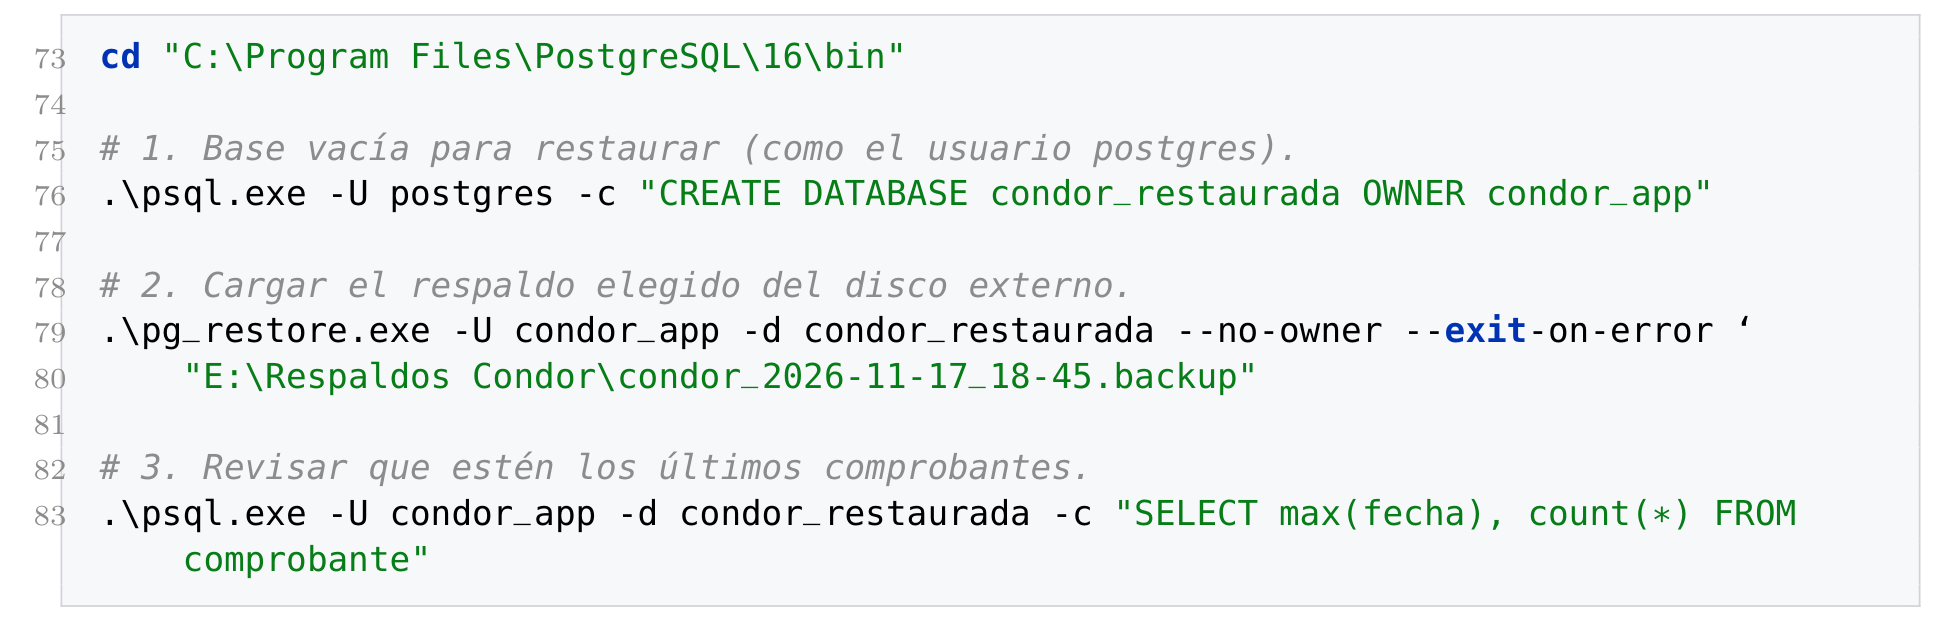 73 cd "C:\Program Files\PostgreSQL\16\bin"
74
75 # 1. Base vacía para restaurar (como el usuario postgres).
76 .\psql.exe -U postgres -c "CREATE DATABASE condor_restaurada OWNER condor_app"
77
78 # 2. Cargar el respaldo elegido del disco externo.
79 .\pg_restore.exe -U condor_app -d condor_restaurada --no-owner --exit-on-error ‘
80     "E:\Respaldos Condor\condor_2026-11-17_18-45.backup"
81
82 # 3. Revisar que estén los últimos comprobantes.
83 .\psql.exe -U condor_app -d condor_restaurada -c "SELECT max(fecha), count(*) FROM
    comprobante"